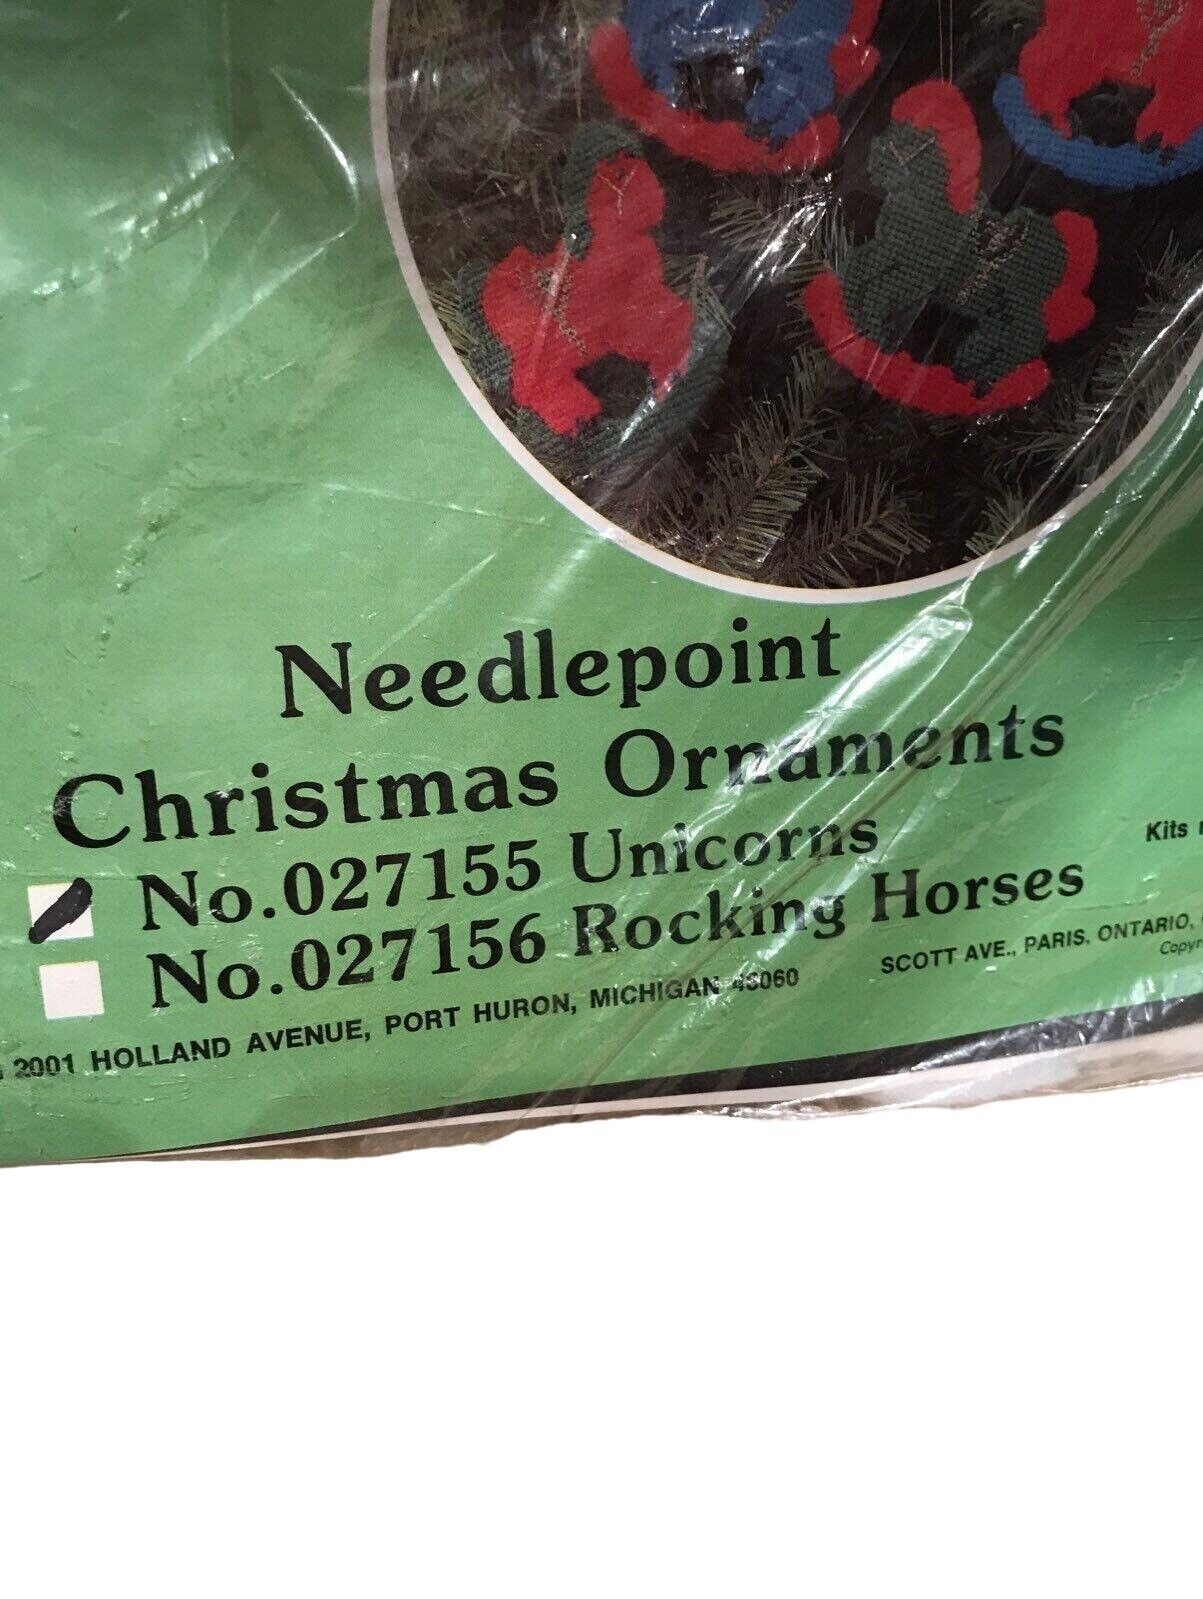 Needlepoint
Christmas Ornaments
No.027155 Unicorns
No.027156 Rocking Horses
Kits
2001 HOLLAND AVENUE, PORT HURON, MICHIGAN 48060
SCOTT AVE., PARIS, ONTARIO,